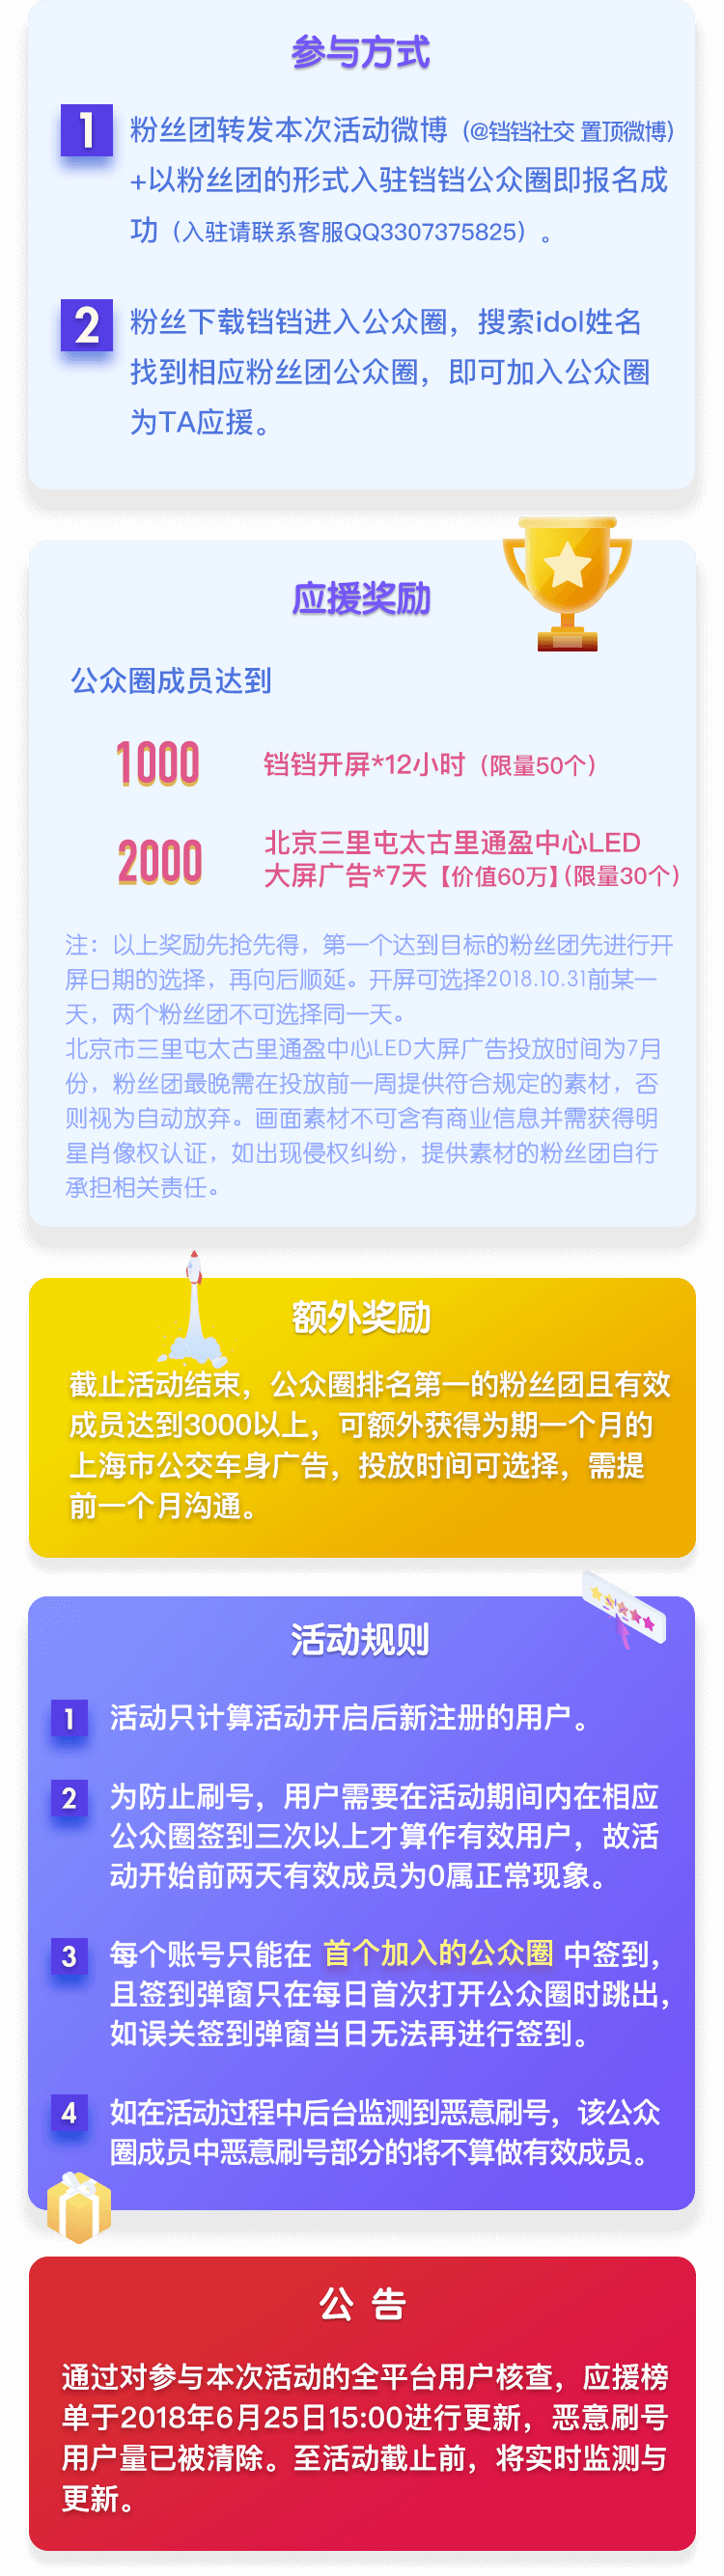 参与方式
1 粉丝团转发本次活动微博（@铛铛社交 置顶微博）
+以粉丝团的形式入驻铛铛公众圈即报名成
功（入驻请联系客服QQ3307375825）。
2 粉丝下载铛铛进入公众圈，搜索idol姓名
找到相应粉丝团公众圈，即可加入公众圈
为TA应援。
应援奖励
公众圈成员达到
1000 铛铛开屏*12小时（限量50个）
2000 北京三里屯太古里通盈中心LED
大屏广告*7天【价值60万】（限量30个）
注：以上奖励先抢先得，第一个达到目标的粉丝团先进行开
屏日期的选择，再向后顺延。开屏可选择2018.10.31前某一
天，两个粉丝团不可选择同一天。
北京市三里屯太古里通盈中心LED大屏广告投放时间为7月
份，粉丝团最晚需在投放前一周提供符合规定的素材，否
则视为自动放弃。画面素材不可含有商业信息并需获得明
星肖像权认证，如出现侵权纠纷，提供素材的粉丝团自行
承担相关责任。
额外奖励
截止活动结束，公众圈排名第一的粉丝团且有效
成员达到3000以上，可额外获得为期一个月的
上海市公交车身广告，投放时间可选择，需提
前一个月沟通。
活动规则
1 活动只计算活动开启后新注册的用户。
2 为防止刷号，用户需要在活动期间内在相应
公众圈签到三次以上才算作有效用户，故活
动开始前两天有效成员为0属正常现象。
3 每个账号只能在 首个加入的公众圈 中签到，
且签到弹窗只在每日首次打开公众圈时跳出，
如误关签到弹窗当日无法再进行签到。
4 如在活动过程中后台监测到恶意刷号，该公众
圈成员中恶意刷号部分的将不算做有效成员。
公 告
通过对参与本次活动的全平台用户核查，应援榜
单于2018年6月25日15:00进行更新，恶意刷号
用户量已被清除。至活动截止前，将实时监测与
更新。